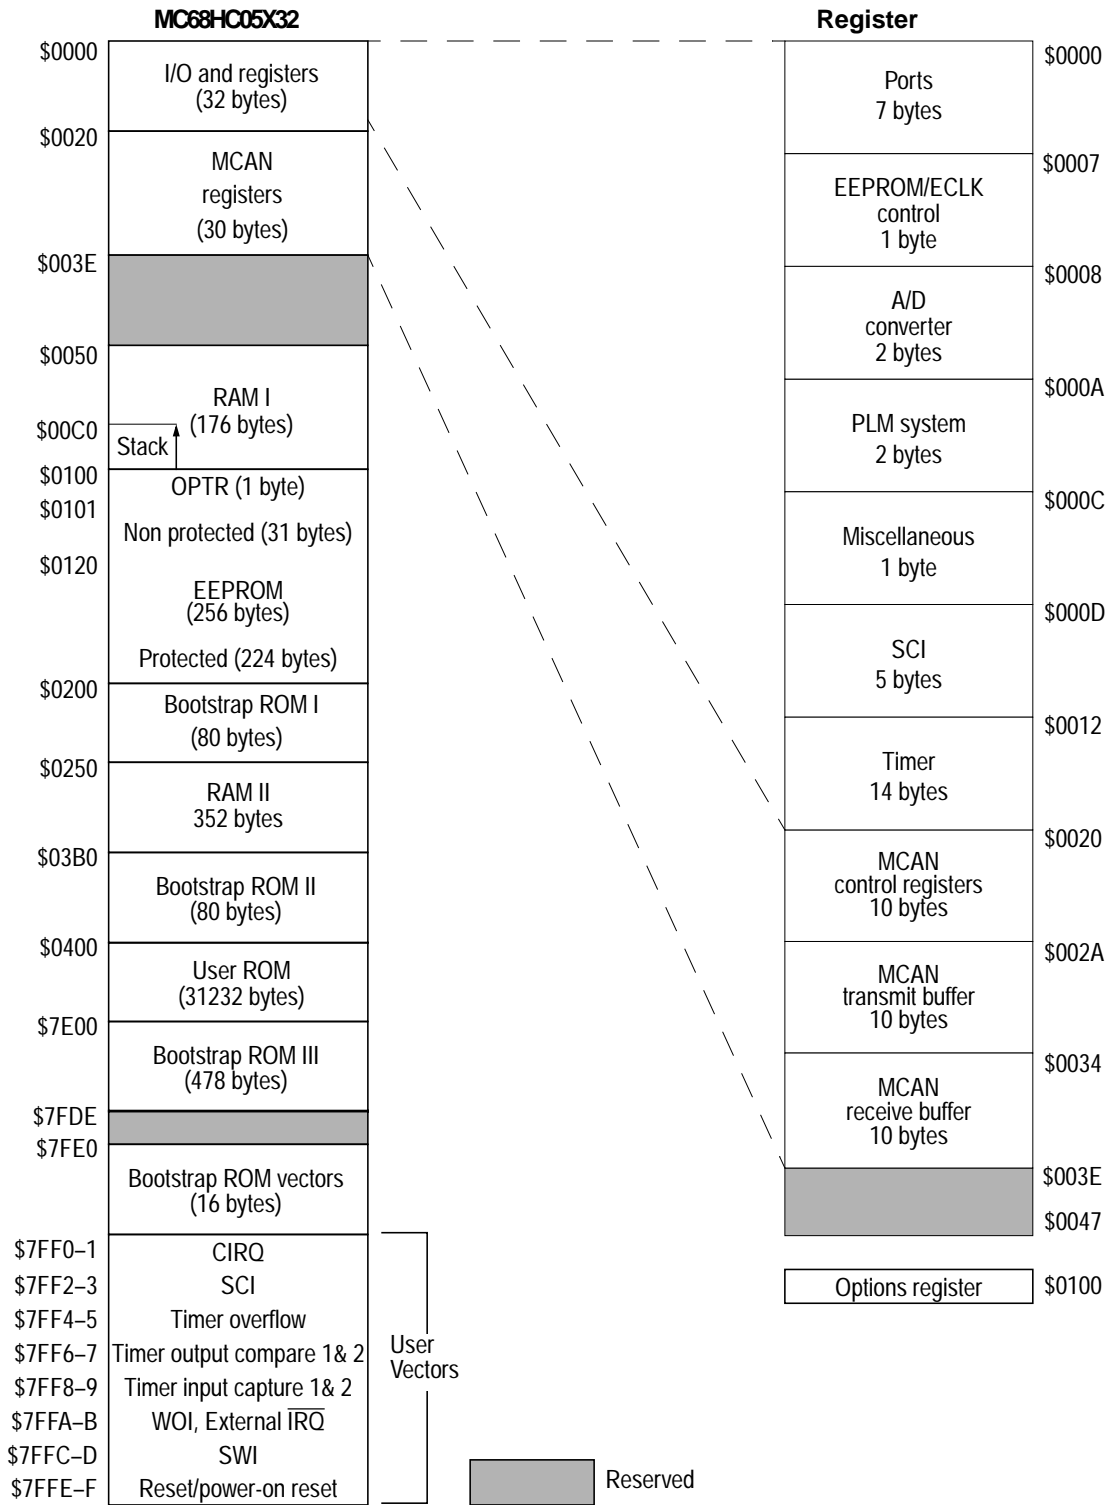 MC68HC05X32
$0000
I/O and registers
(32 bytes)
$0020
MCAN
registers
(30 bytes)
$003E
$0050
RAM I
(176 bytes)
$00C0
Stack
$0100
OPTR (1 byte)
$0101
Non protected (31 bytes)
$0120
EEPROM
(256 bytes)
Protected (224 bytes)
$0200
Bootstrap ROM I
(80 bytes)
$0250
RAM II
352 bytes
$03B0
Bootstrap ROM II
(80 bytes)
$0400
User ROM
(31232 bytes)
$7E00
Bootstrap ROM III
(478 bytes)
$7FDE
$7FE0
Bootstrap ROM vectors
(16 bytes)
$7FF0–1 CIRQ
$7FF2–3 SCI
$7FF4–5 Timer overflow
$7FF6–7 Timer output compare 1& 2
$7FF8–9 Timer input capture 1& 2
$7FFA–B WOI, External IRQ
$7FFC–D SWI
$7FFE–F Reset/power-on reset
User
Vectors
Reserved
Register
$0000
Ports
7 bytes
$0007
EEPROM/ECLK
control
1 byte
$0008
A/D
converter
2 bytes
$000A
PLM system
2 bytes
$000C
Miscellaneous
1 byte
$000D
SCI
5 bytes
$0012
Timer
14 bytes
$0020
MCAN
control registers
10 bytes
$002A
MCAN
transmit buffer
10 bytes
$0034
MCAN
receive buffer
10 bytes
$003E
$0047
Options register $0100